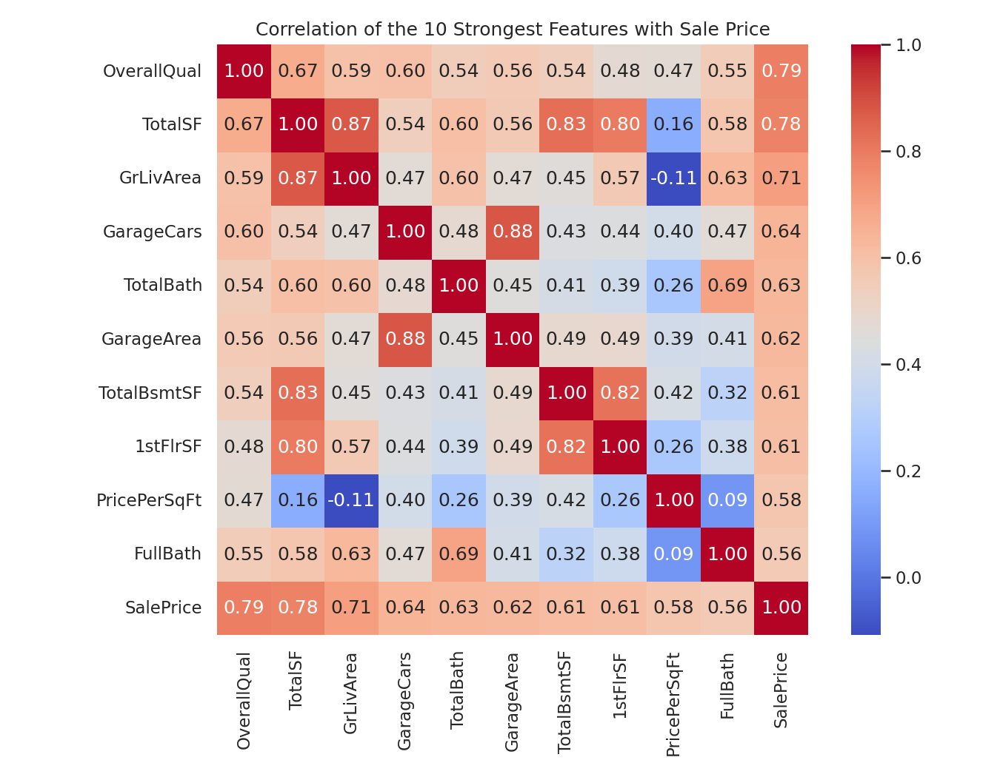 Correlation of the 10 Strongest Features with Sale Price
OverallQual 1.00 0.67 0.59 0.60 0.54 0.56 0.54 0.48 0.47 0.55 0.79
TotalSF 0.67 1.00 0.87 0.54 0.60 0.56 0.83 0.80 0.16 0.58 0.78
GrLivArea 0.59 0.87 1.00 0.47 0.60 0.47 0.45 0.57 -0.11 0.63 0.71
GarageCars 0.60 0.54 0.47 1.00 0.48 0.88 0.43 0.44 0.40 0.47 0.64
TotalBath 0.54 0.60 0.60 0.48 1.00 0.45 0.41 0.39 0.26 0.69 0.63
GarageArea 0.56 0.56 0.47 0.88 0.45 1.00 0.49 0.49 0.39 0.41 0.62
TotalBsmtSF 0.54 0.83 0.45 0.43 0.41 0.49 1.00 0.82 0.42 0.32 0.61
1stFlrSF 0.48 0.80 0.57 0.44 0.39 0.49 0.82 1.00 0.26 0.38 0.61
PricePerSqFt 0.47 0.16 -0.11 0.40 0.26 0.39 0.42 0.26 1.00 0.09 0.58
FullBath 0.55 0.58 0.63 0.47 0.69 0.41 0.32 0.38 0.09 1.00 0.56
SalePrice 0.79 0.78 0.71 0.64 0.63 0.62 0.61 0.61 0.58 0.56 1.00
OverallQual
TotalSF
GrLivArea
GarageCars
TotalBath
GarageArea
TotalBsmtSF
1stFlrSF
PricePerSqFt
FullBath
SalePrice
1.0
0.8
0.6
0.4
0.2
0.0